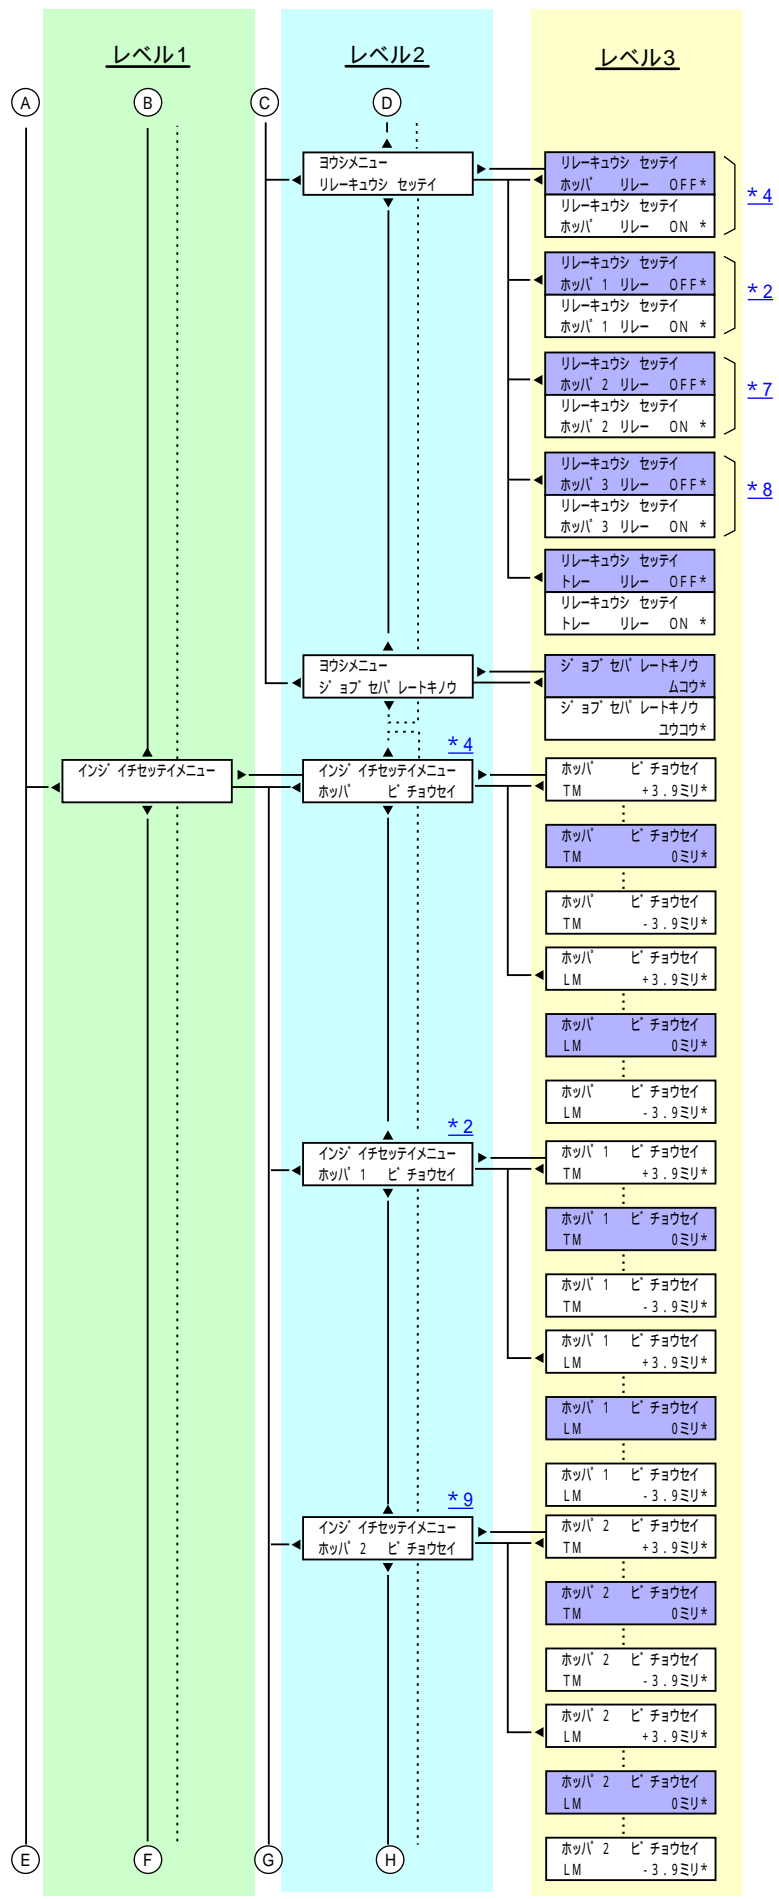 レベル1
レベル2
レベル3
A
B
C
D
ヨウシメニュー
リレーキュウシ セッテイ
リレーキュウシ セッテイ
ホッパ リレー OFF*
リレーキュウシ セッテイ
ホッパ リレー ON *
*4
リレーキュウシ セッテイ
ホッパ 1 リレー OFF*
リレーキュウシ セッテイ
ホッパ 1 リレー ON *
*2
リレーキュウシ セッテイ
ホッパ 2 リレー OFF*
リレーキュウシ セッテイ
ホッパ 2 リレー ON *
*7
リレーキュウシ セッテイ
ホッパ 3 リレー OFF*
リレーキュウシ セッテイ
ホッパ 3 リレー ON *
*8
リレーキュウシ セッテイ
トレー リレー OFF*
リレーキュウシ セッテイ
トレー リレー ON *
ヨウシメニュー
ジョブセパレートキノウ
ジョブセパレートキノウ
ムコウ*
ジョブセパレートキノウ
ユウコウ*
インジイチセッテイメニュー
*4
インジイチセッテイメニュー
ホッパ ビチョウセイ
ホッパ ビチョウセイ
TM +3.9ミリ*
ホッパ ビチョウセイ
TM 0ミリ*
ホッパ ビチョウセイ
TM -3.9ミリ*
ホッパ ビチョウセイ
LM +3.9ミリ*
ホッパ ビチョウセイ
LM 0ミリ*
ホッパ ビチョウセイ
LM -3.9ミリ*
*2
インジイチセッテイメニュー
ホッパ 1 ビチョウセイ
ホッパ 1 ビチョウセイ
TM +3.9ミリ*
ホッパ 1 ビチョウセイ
TM 0ミリ*
ホッパ 1 ビチョウセイ
TM -3.9ミリ*
ホッパ 1 ビチョウセイ
LM +3.9ミリ*
ホッパ 1 ビチョウセイ
LM 0ミリ*
ホッパ 1 ビチョウセイ
LM -3.9ミリ*
*9
インジイチセッテイメニュー
ホッパ 2 ビチョウセイ
ホッパ 2 ビチョウセイ
TM +3.9ミリ*
ホッパ 2 ビチョウセイ
TM 0ミリ*
ホッパ 2 ビチョウセイ
TM -3.9ミリ*
ホッパ 2 ビチョウセイ
LM +3.9ミリ*
ホッパ 2 ビチョウセイ
LM 0ミリ*
ホッパ 2 ビチョウセイ
LM -3.9ミリ*
E
F
G
H